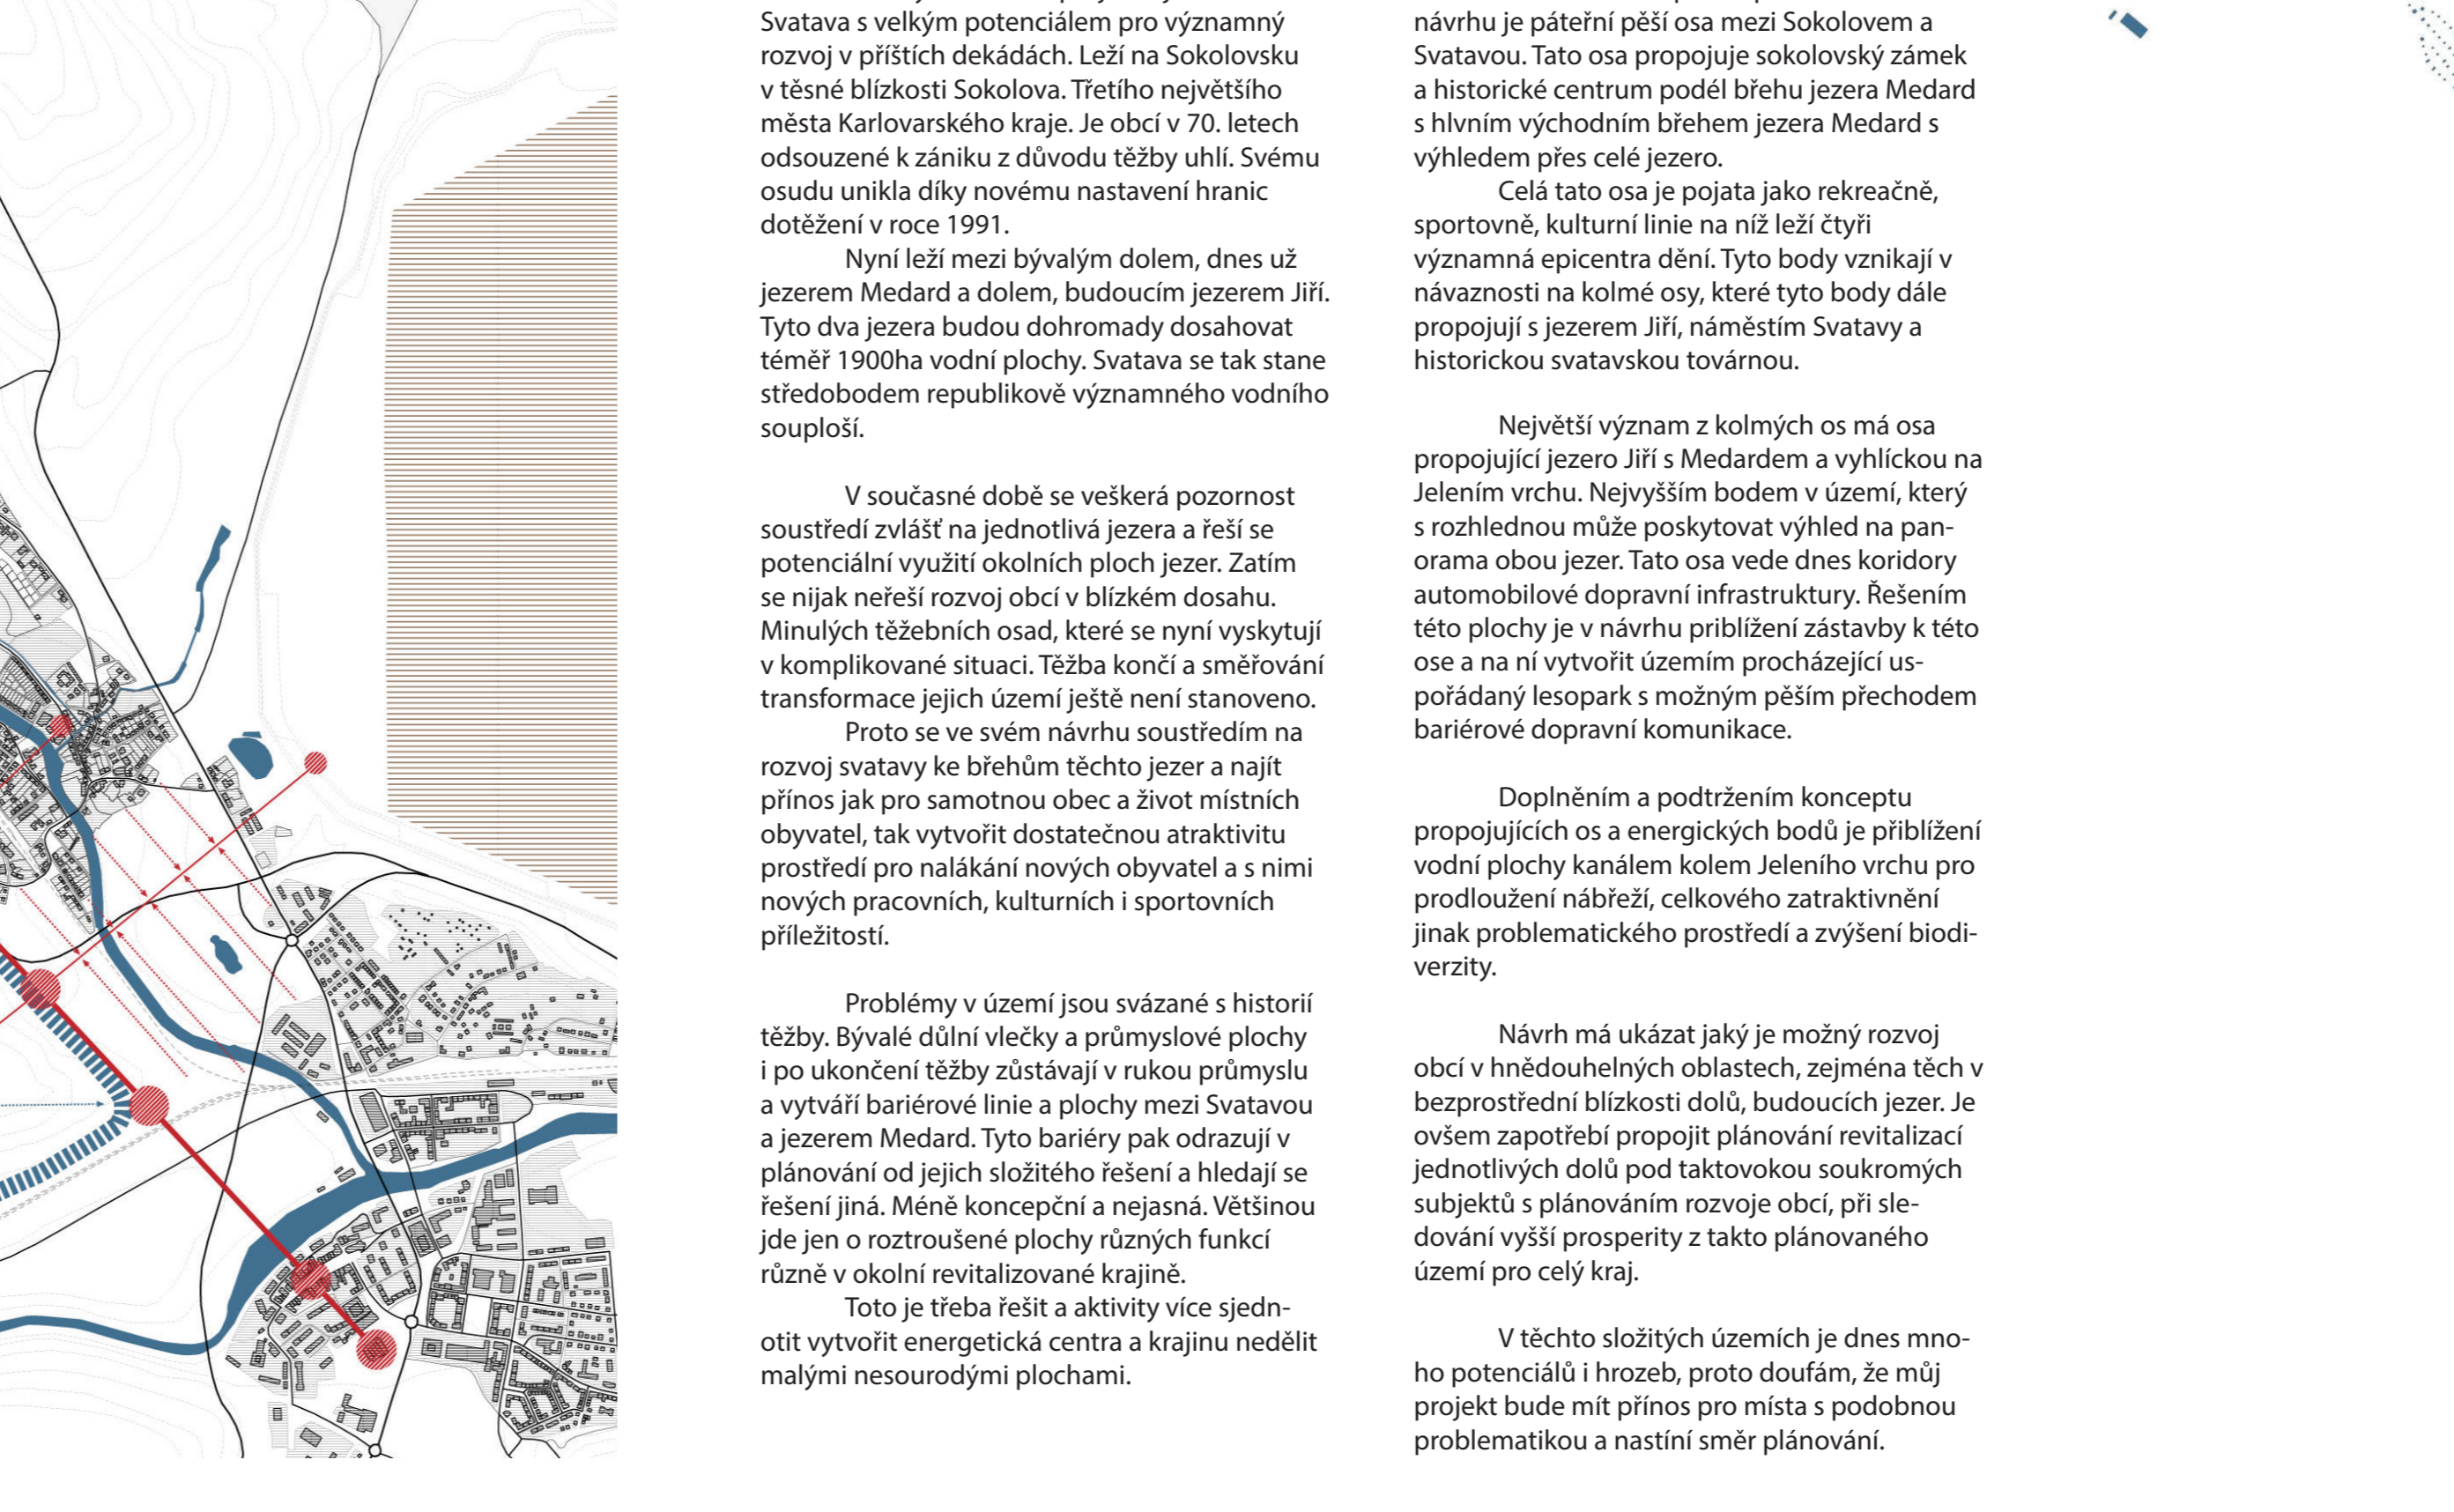 Svatava s velkým potenciálem pro významný
rozvoj v příštích dekádách. Leží na Sokolovsku
v těsné blízkosti Sokolova. Třetího největšího
města Karlovarského kraje. Je obcí v 70. letech
odsouzené k zániku z důvodu těžby uhlí. Svému
osudu unikla díky novému nastavení hranic
dotěžení v roce 1991.
Nyní leží mezi bývalým dolem, dnes už
jezerem Medard a dolem, budoucím jezerem Jiří.
Tyto dva jezera budou dohromady dosahovat
téměř 1900ha vodní plochy. Svatava se tak stane
středobodem republikově významného vodního
souploší.
V současné době se veškerá pozornost
soustředí zvlášť na jednotlivá jezera a řeší se
potenciální využití okolních ploch jezer. Zatím
se nijak neřeší rozvoj obcí v blízkém dosahu.
Minulých těžebních osad, které se nyní vyskytují
v komplikované situaci. Těžba končí a směřování
transformace jejich území ještě není stanoveno.
Proto se ve svém návrhu soustředím na
rozvoj svatavy ke břehům těchto jezer a najít
přínos jak pro samotnou obec a život místních
obyvatel, tak vytvořit dostatečnou atraktivitu
prostředí pro nalákání nových obyvatel a s nimi
nových pracovních, kulturních i sportovních
příležitostí.
Problémy v území jsou svázané s historií
těžby. Bývalé důlní vlečky a průmyslové plochy
i po ukončení těžby zůstávají v rukou průmyslu
a vytváří bariérové linie a plochy mezi Svatavou
a jezerem Medard. Tyto bariéry pak odrazují v
plánování od jejich složitého řešení a hledají se
řešení jiná. Méně koncepční a nejasná. Většinou
jde jen o roztroušené plochy různých funkcí
různě v okolní revitalizované krajině.
Toto je třeba řešit a aktivity více sjedn-
otit vytvořit energetická centra a krajinu nedělit
malými nesourodými plochami.
návrhu je páteřní pěší osa mezi Sokolovem a
Svatavou. Tato osa propojuje sokolovský zámek
a historické centrum podél břehu jezera Medard
s hlvním východním břehem jezera Medard s
výhledem přes celé jezero.
Celá tato osa je pojata jako rekreačně,
sportovně, kulturní linie na níž leží čtyři
významná epicentra dění. Tyto body vznikají v
návaznosti na kolmé osy, které tyto body dále
propojují s jezerem Jiří, náměstím Svatavy a
historickou svatavskou továrnou.
Největší význam z kolmých os má osa
propojující jezero Jiří s Medardem a vyhlíckou na
Jelením vrchu. Nejvyšším bodem v území, který
s rozhlednou může poskytovat výhled na pan-
orama obou jezer. Tato osa vede dnes koridory
automobilové dopravní infrastruktury. Řešením
této plochy je v návrhu priblížení zástavby k této
ose a na ní vytvořit územím procházející us-
pořádaný lesopark s možným pěším přechodem
bariérové dopravní komunikace.
Doplněním a podtržením konceptu
propojujících os a energických bodů je přiblížení
vodní plochy kanálem kolem Jeleního vrchu pro
prodloužení nábřeží, celkového zatraktivnění
jinak problematického prostředí a zvýšení biodi-
verzity.
Návrh má ukázat jaký je možný rozvoj
obcí v hnědouhelných oblastech, zejména těch v
bezprostřední blízkosti dolů, budoucích jezer. Je
ovšem zapotřebí propojit plánování revitalizací
jednotlivých dolů pod taktovokou soukromých
subjektů s plánováním rozvoje obcí, při sle-
dování vyšší prosperity z takto plánovaného
území pro celý kraj.
V těchto složitých územích je dnes mno-
ho potenciálů i hrozeb, proto doufám, že můj
projekt bude mít přínos pro místa s podobnou
problematikou a nastíní směr plánování.